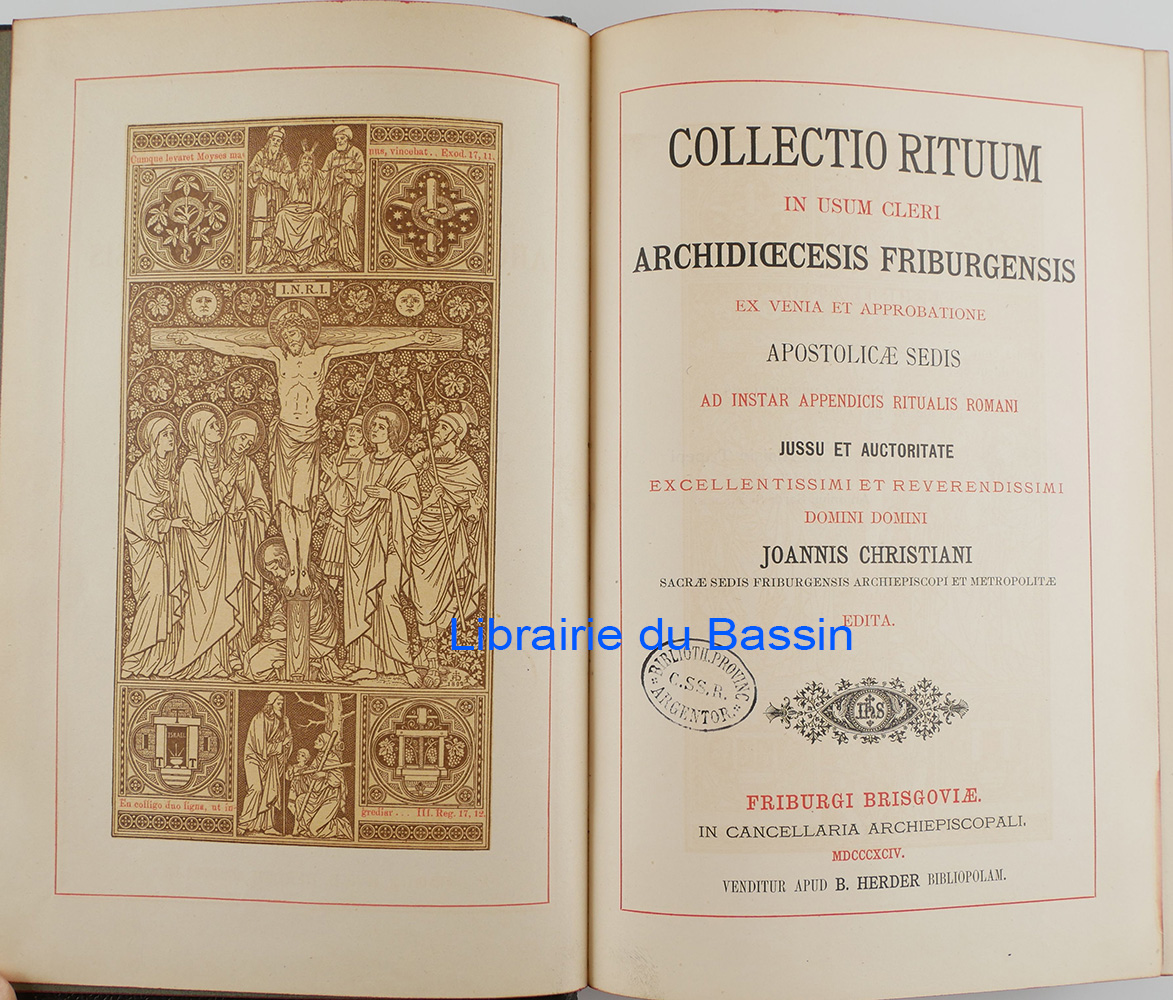 Cumque levaret Moyses ma
nus, vincebat.. Exod. 17, 11.
I.N.R.I.
1892
ISRAEL
T T
En colligo duo ligna, ut in
grediar... III. Reg. 17, 12.
COLLECTIO RITUUM
IN USUM CLERI
ARCHIDIŒCESIS FRIBURGENSIS
EX VENIA ET APPROBATIONE
APOSTOLICÆ SEDIS
AD INSTAR APPENDICIS RITUALIS ROMANI
JUSSU ET AUCTORITATE
EXCELLENTISSIMI ET REVERENDISSIMI
DOMINI DOMINI
JOANNIS CHRISTIANI
SACRÆ SEDIS FRIBURGENSIS ARCHIEPISCOPI ET METROPOLITÆ
EDITA.
Librairie du Bassin
BIBLIOTH. PROVINC
C.SS.R.
ARGENTOR.
IHS
FRIBURGI BRISGOVIÆ.
IN CANCELLARIA ARCHIEPISCOPALI,
MDCCCXCIV.
VENDITUR APUD B. HERDER BIBLIOPOLAM.